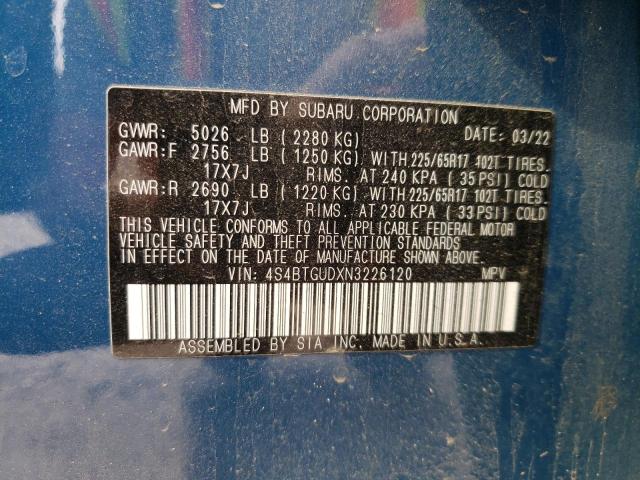 MFD BY SUBARU CORPORATION
GVWR: 5026 LB ( 2280 KG) DATE: 03/22
GAWR:F 2756 LB ( 1250 KG) WITH 225/65R17 102T TIRES.
17X7J RIMS. AT 240 KPA ( 35 PSI) COLD
GAWR:R 2690 LB ( 1220 KG) WITH 225/65R17 102T TIRES.
17X7J RIMS. AT 230 KPA ( 33 PSI) COLD
THIS VEHICLE CONFORMS TO ALL APPLICABLE FEDERAL MOTOR
VEHICLE SAFETY AND THEFT PREVENTION STANDARDS
IN EFFECT ON THE DATE OF MANUFACTURE SHOWN ABOVE.
VIN: 4S4BTGUDXN3226120 MPV
ASSEMBLED BY SIA INC. MADE IN U.S.A.